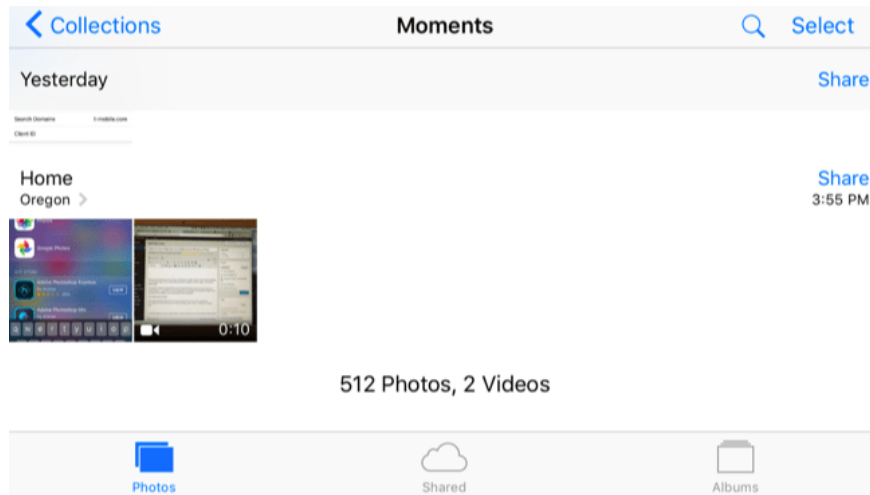 Collections Moments Select
Yesterday Share
Search Domains t-mobile.com
Client ID
Home Share
Oregon 3:55 PM
Google Photos
Adobe Photoshop Express
Adobe Photoshop Mix
q w e r t y u i o p
0:10
512 Photos, 2 Videos
Photos Shared Albums